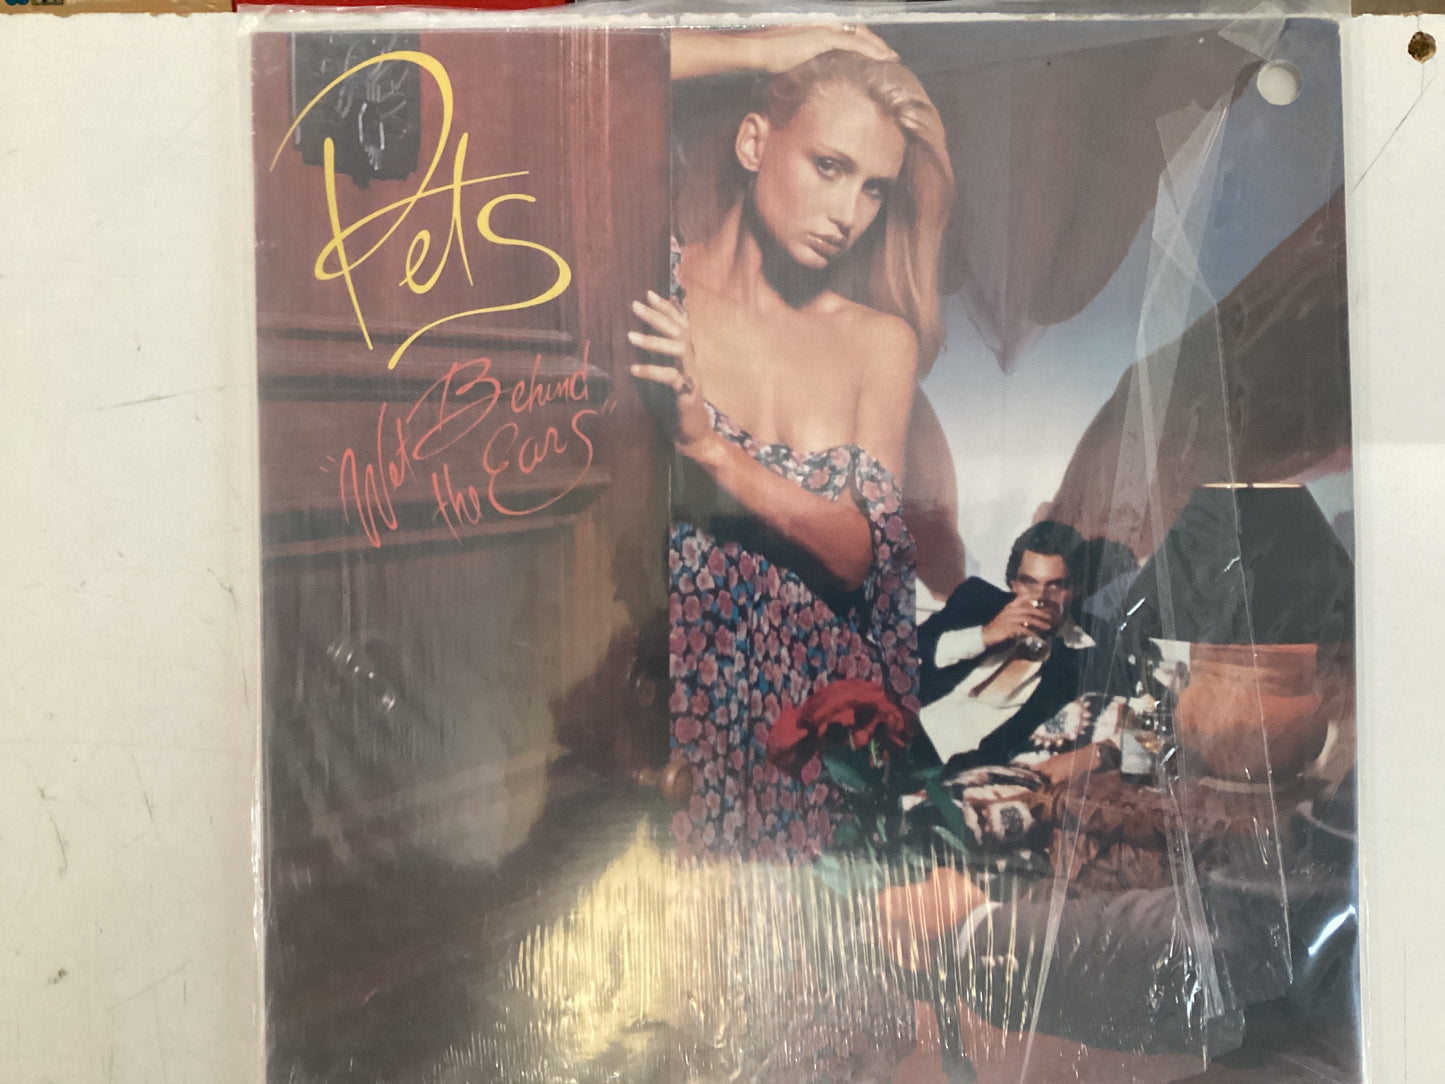 Pets
"Wet Behind
the Ears"